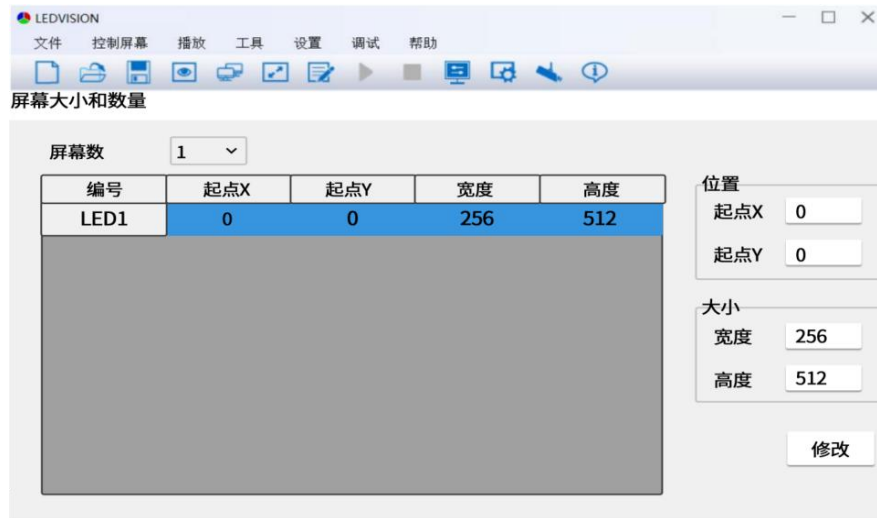 LEDVISION
文件 控制屏幕 播放 工具 设置 调试 帮助
屏幕大小和数量
屏幕数 1
编号 起点X 起点Y 宽度 高度
LED1 0 0 256 512
位置
起点X 0
起点Y 0
大小
宽度 256
高度 512
修改